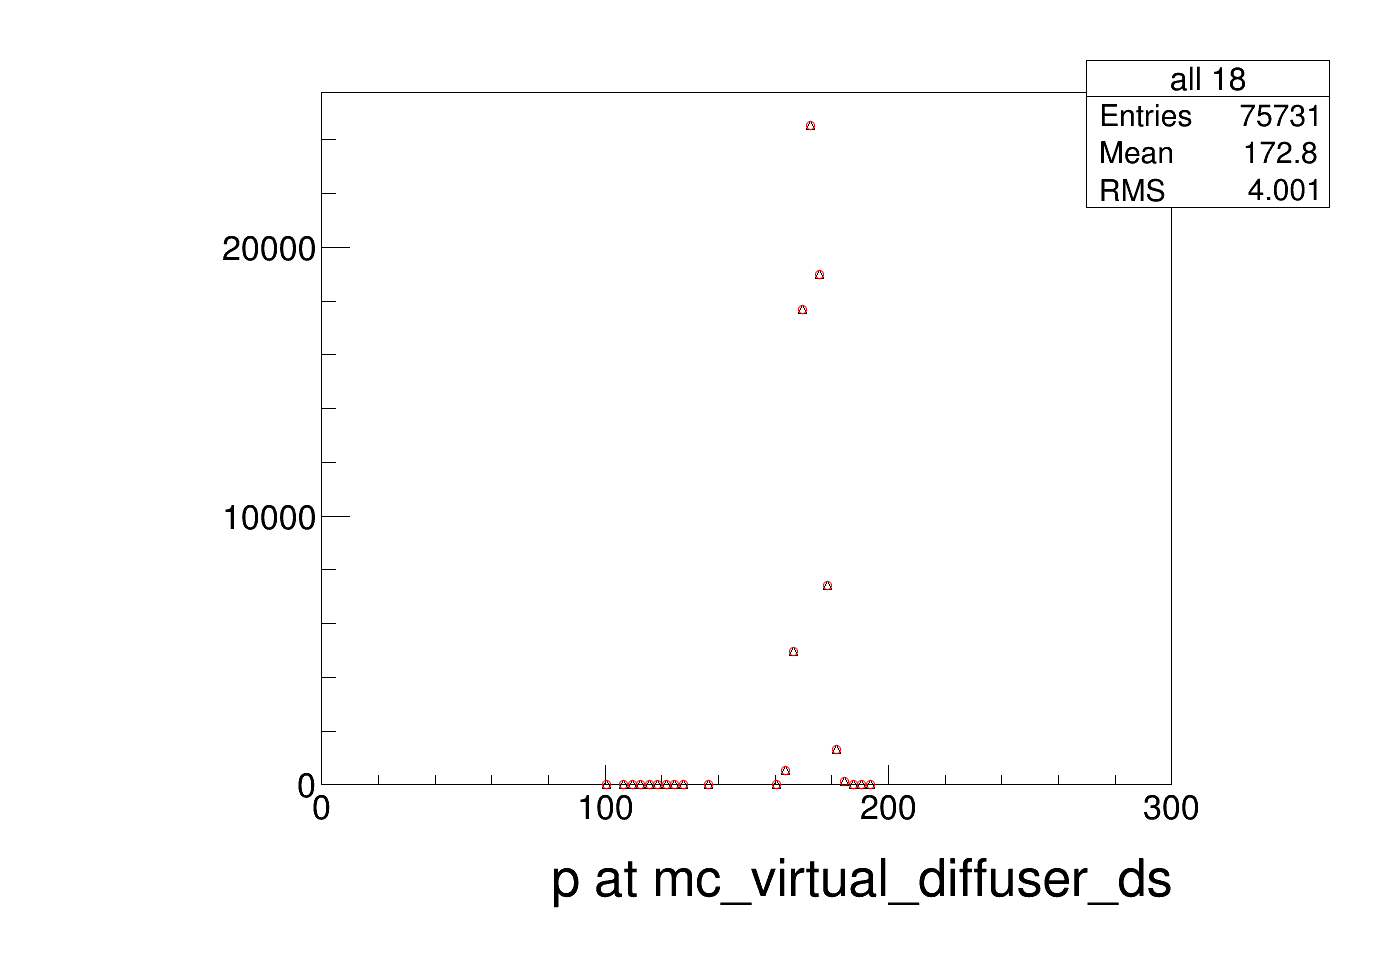 all 18
Entries 75731
Mean 172.8
RMS 4.001
20000
10000
0
0 100 200 300
p at mc_virtual_diffuser_ds